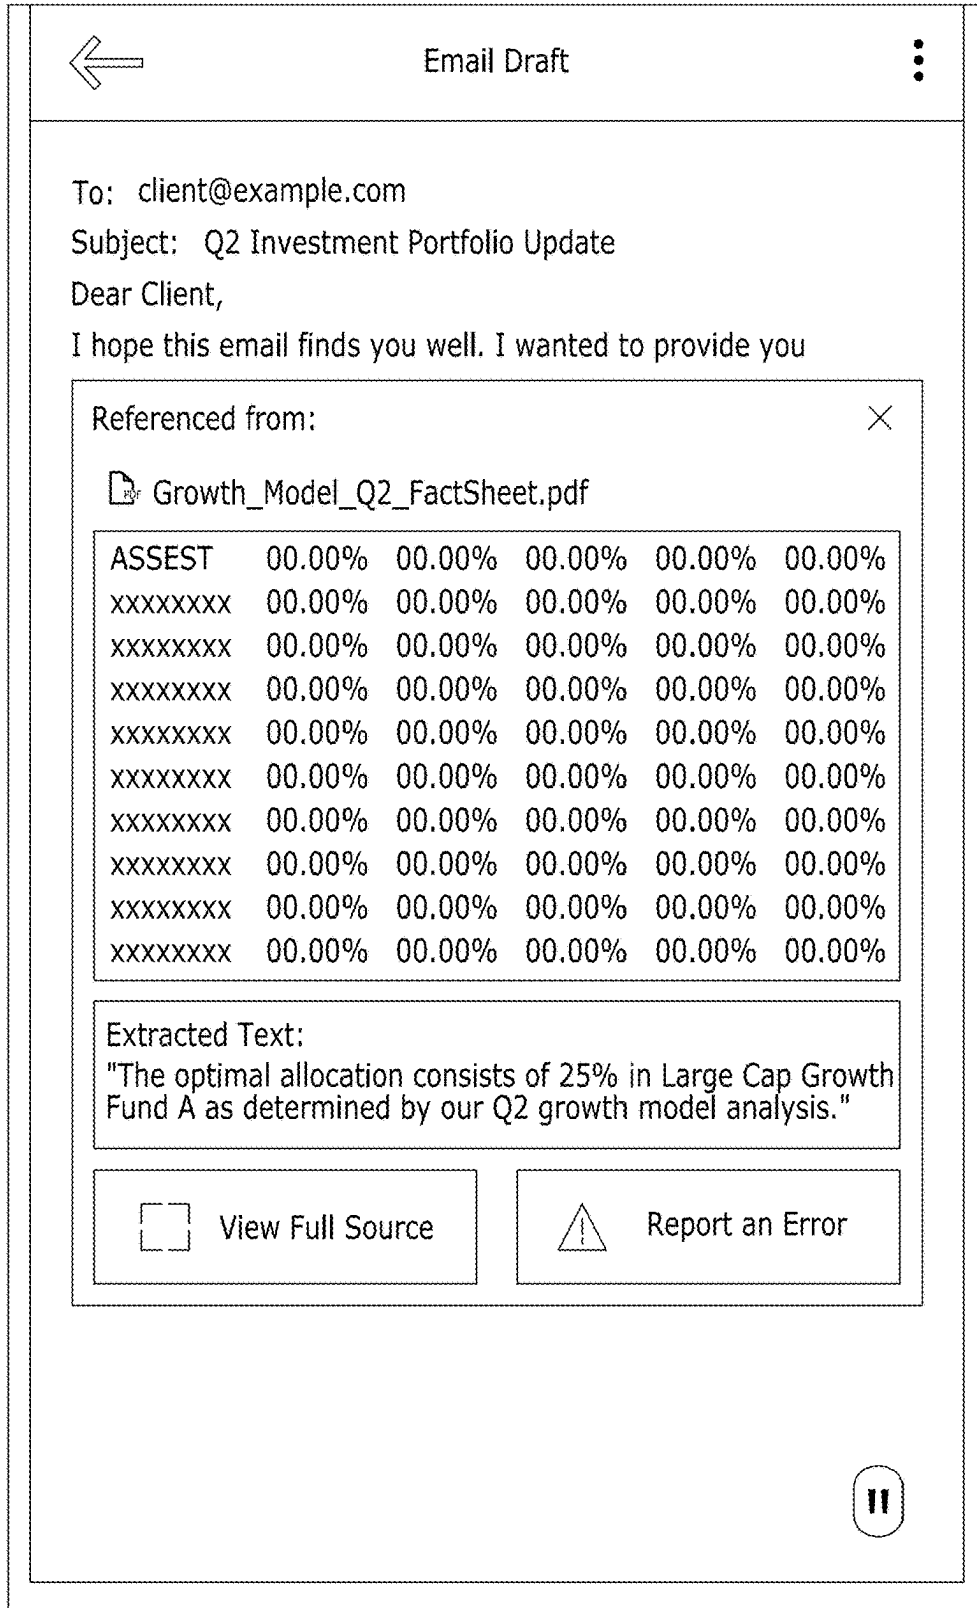 Email Draft
To: client@example.com
Subject: Q2 Investment Portfolio Update
Dear Client,
I hope this email finds you well. I wanted to provide you
Referenced from:
PDF Growth_Model_Q2_FactSheet.pdf
ASSEST 00.00% 00.00% 00.00% 00.00% 00.00%
xxxxxxxx 00.00% 00.00% 00.00% 00.00% 00.00%
xxxxxxxx 00.00% 00.00% 00.00% 00.00% 00.00%
xxxxxxxx 00.00% 00.00% 00.00% 00.00% 00.00%
xxxxxxxx 00.00% 00.00% 00.00% 00.00% 00.00%
xxxxxxxx 00.00% 00.00% 00.00% 00.00% 00.00%
xxxxxxxx 00.00% 00.00% 00.00% 00.00% 00.00%
xxxxxxxx 00.00% 00.00% 00.00% 00.00% 00.00%
xxxxxxxx 00.00% 00.00% 00.00% 00.00% 00.00%
xxxxxxxx 00.00% 00.00% 00.00% 00.00% 00.00%
Extracted Text:
"The optimal allocation consists of 25% in Large Cap Growth
Fund A as determined by our Q2 growth model analysis."
View Full Source
Report an Error